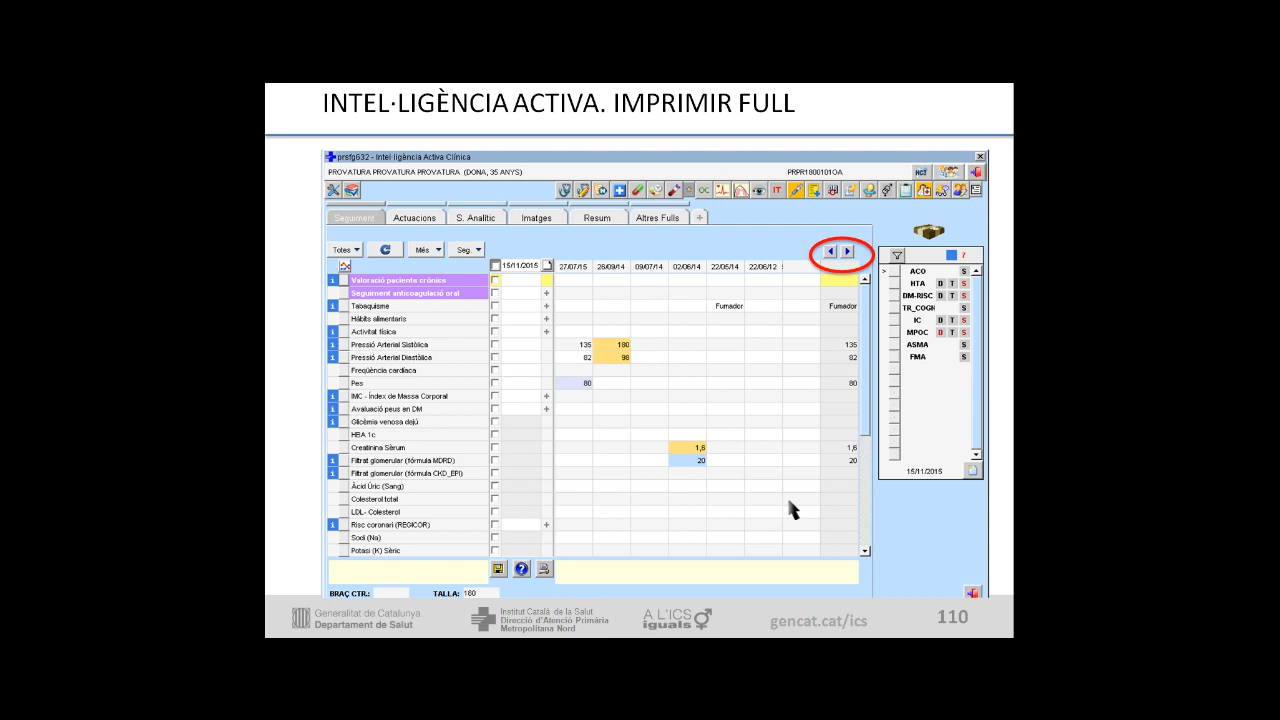 INTEL·LIGÈNCIA ACTIVA. IMPRIMIR FULL
prsfg632 - Intel·ligència Activa Clínica
PROVATURA PROVATURA PROVATURA (DONA, 35 ANYS) PRPR1800101OA HC3
OC IT
Seguiment Actuacions S. Analític Imatges Resum Altres Fulls +
Totes Més Seg.
15/11/2015 27/07/15 26/09/14 09/07/14 02/06/14 22/05/14 22/06/12
Valoració pacients crònics
Seguiment anticoagulació oral
Tabaquisme Fumador Fumador
Hàbits alimentaris
Activitat física
Pressió Arterial Sistòlica 135 180 135
Pressió Arterial Diastòlica 82 98 82
Freqüència cardíaca
Pes 80 80
IMC - Índex de Massa Corporal
Avaluació peus en DM
Glicèmia venosa dejú
HBA 1c
Creatinina Sèrum 1,6 1,6
Filtrat glomerular (fórmula MDRD) 20 20
Filtrat glomerular (fórmula CKD_EPI)
Àcid Úric (Sang)
Colesterol total
LDL- Colesterol
Risc coronari (REGICOR)
Sodi (Na)
Potasi (K) Sèric
?
ACO S
HTA D T S
DM-RISC D T S
TR_COGN S
IC D T S
MPOC D T S
ASMA S
FMA S
15/11/2015
BRAÇ CTR.: TALLA: 160
Generalitat de Catalunya
Departament de Salut
Institut Català de la Salut
Direcció d'Atenció Primària
Metropolitana Nord
A L'ICS
iguals
gencat.cat/ics
110